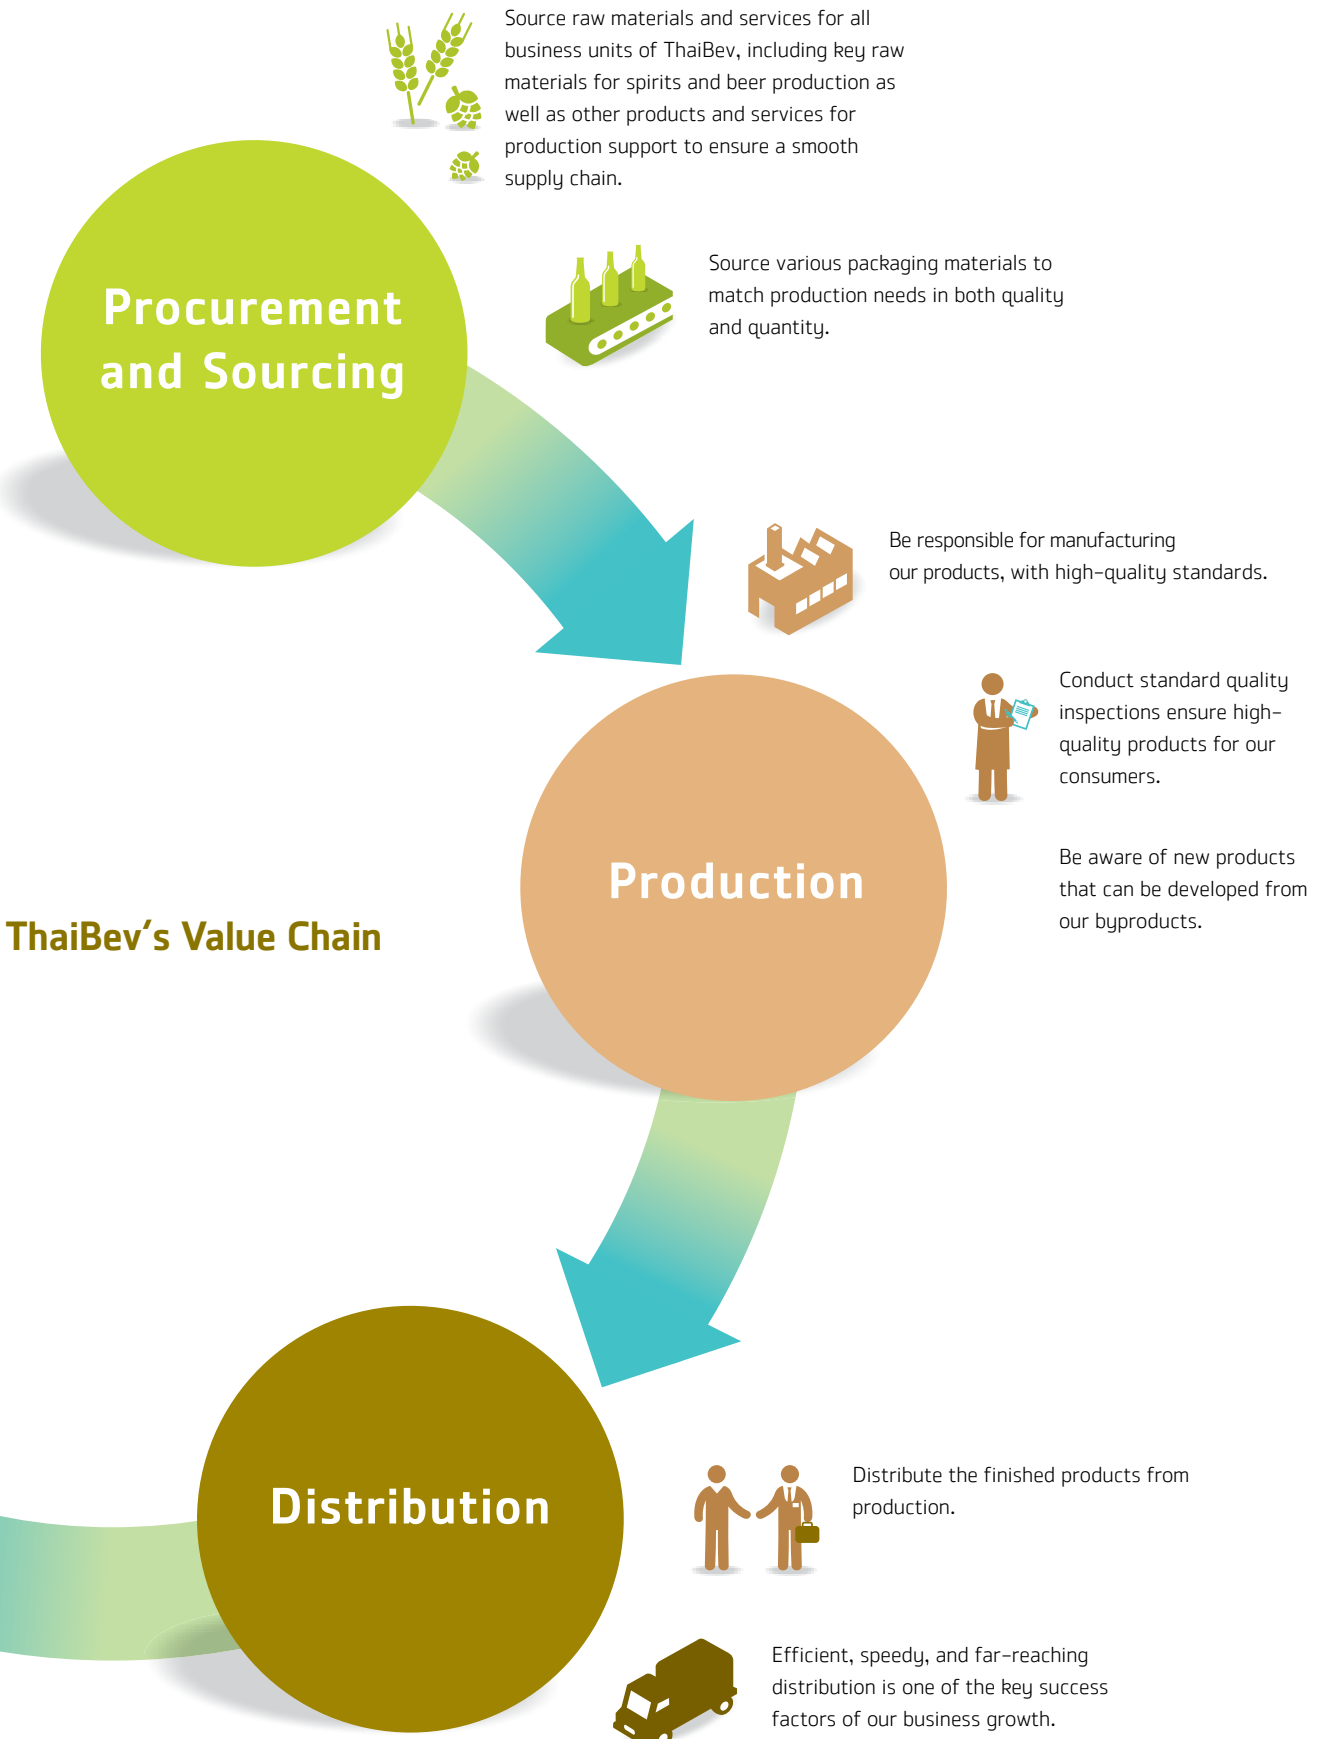 Source raw materials and services for all
business units of ThaiBev, including key raw
materials for spirits and beer production as
well as other products and services for
production support to ensure a smooth
supply chain.
Source various packaging materials to
match production needs in both quality
and quantity.
Procurement
and Sourcing
Be responsible for manufacturing
our products, with high-quality standards.
Conduct standard quality
inspections ensure high-
quality products for our
consumers.
Be aware of new products
that can be developed from
our byproducts.
Production
ThaiBev's Value Chain
Distribution
Distribute the finished products from
production.
Efficient, speedy, and far-reaching
distribution is one of the key success
factors of our business growth.